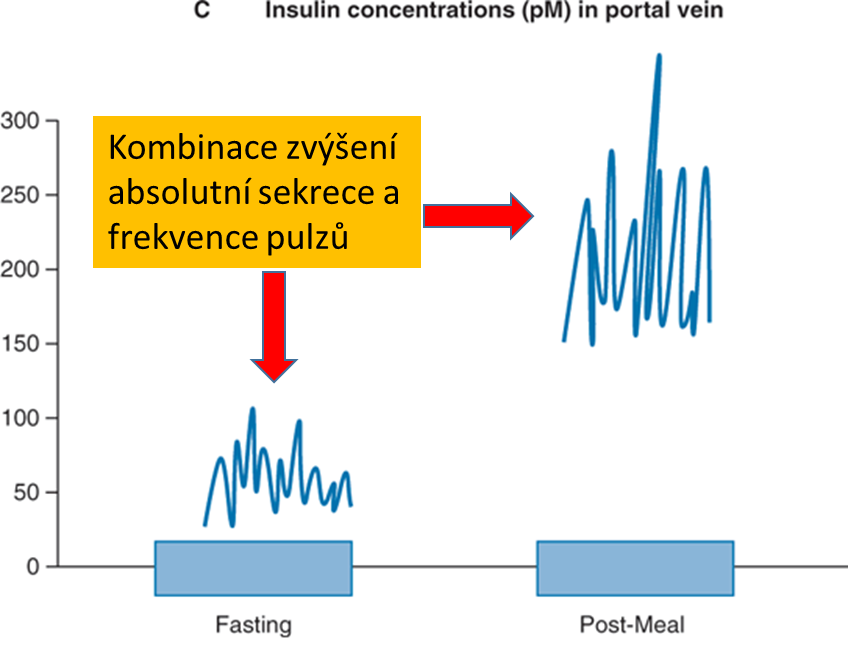 C Insulin concentrations (pM) in portal vein
300
250
200
150
100
50
0
Kombinace zvýšení
absolutní sekrece a
frekvence pulzů
Fasting
Post-Meal